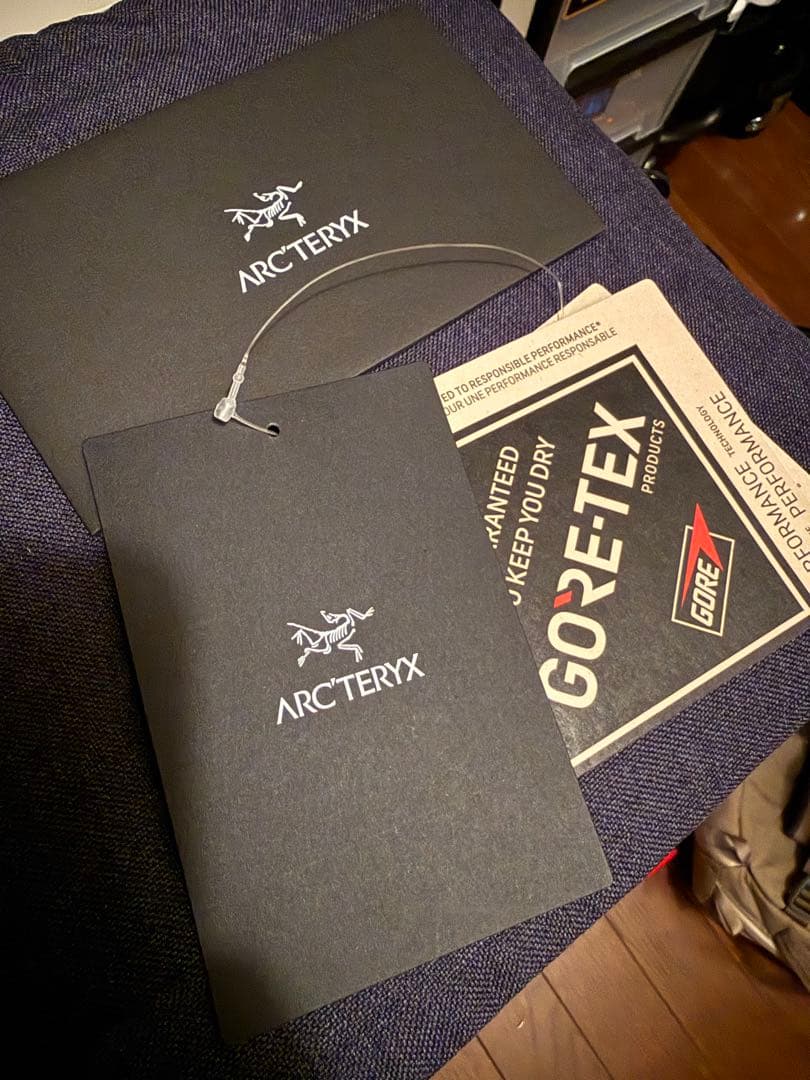 ARC'TERYX
ARC'TERYX
ED TO RESPONSIBLE PERFORMANCE*
OUR UNE PERFORMANCE RESPONSABLE
RANTEED
KEEP YOU DRY
GORE-TEX
PRODUCTS
GORE
TECHNOLOGY
PERFORMANCE